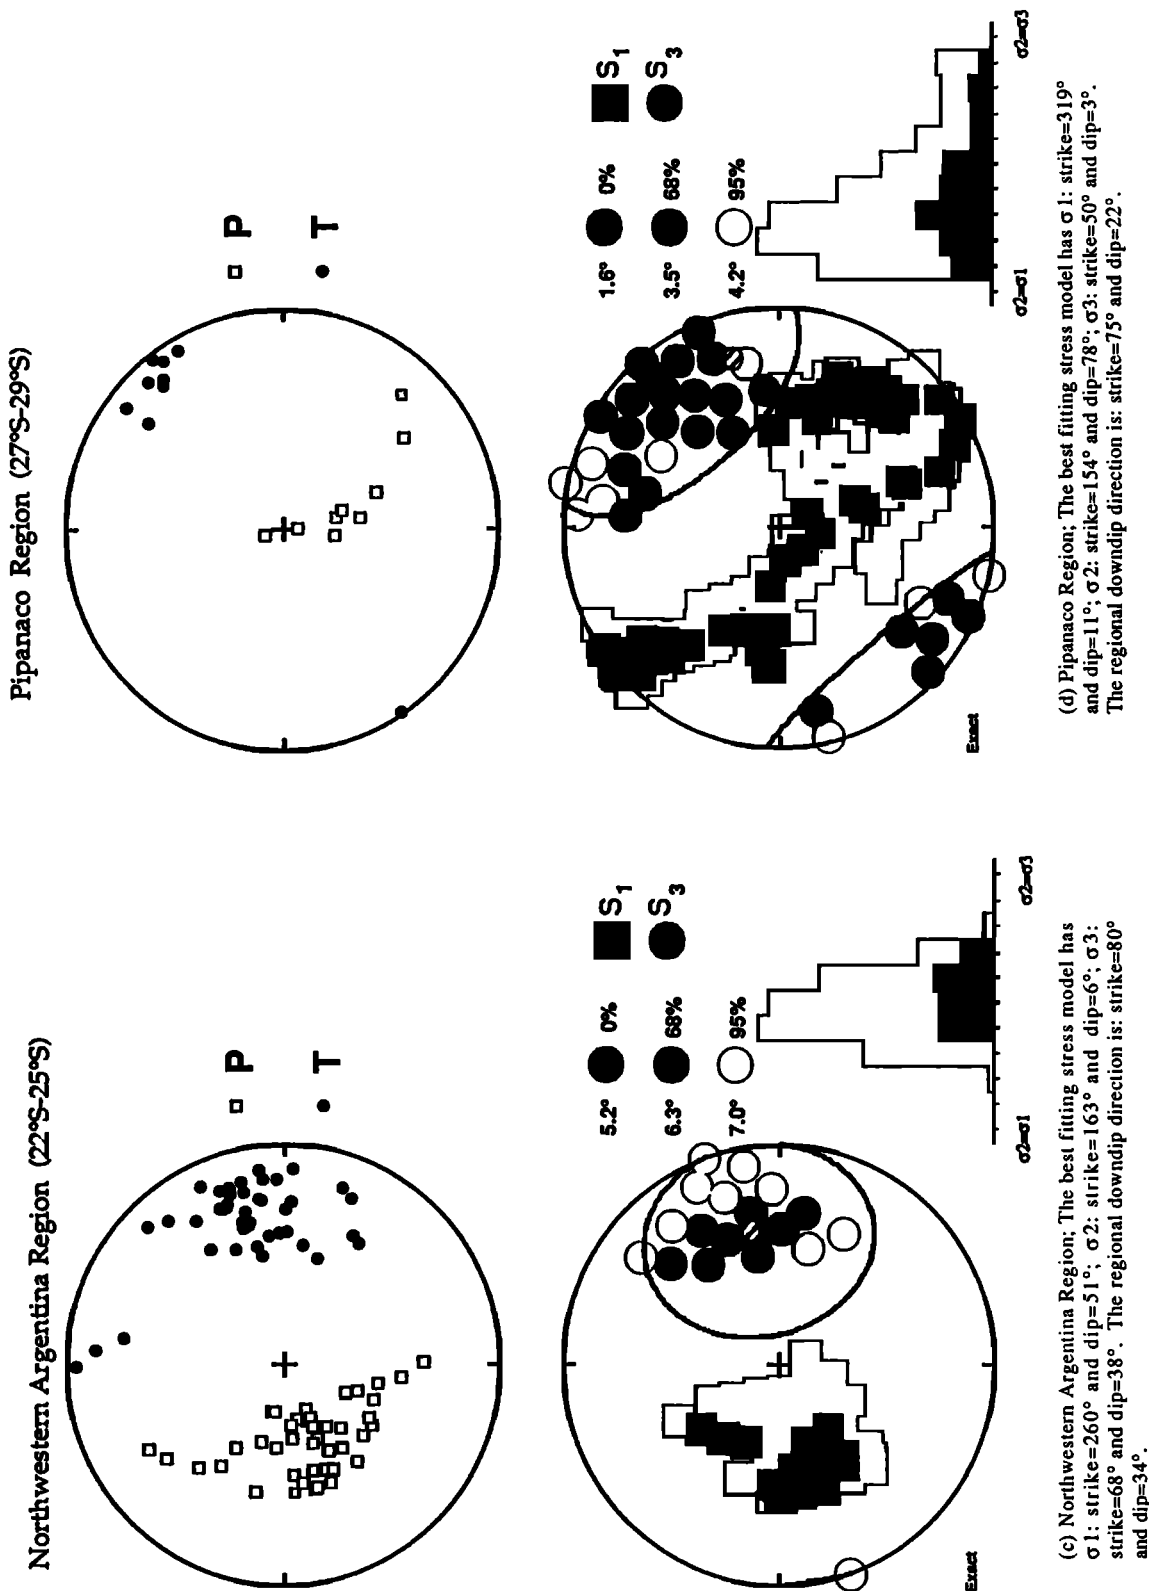 Northwestern Argentina Region (22°S-25°S)
P
T
5.2° 0%
6.3° 68%
7.0° 95%
S1
S3
Exact
σ2=σ1
σ2=σ3
(c) Northwestern Argentina Region; The best fitting stress model has
σ1: strike=260° and dip=51°; σ2: strike=163° and dip=6°; σ3:
strike=68° and dip=38°. The regional downdip direction is: strike=80°
and dip=34°.
Pipanaco Region (27°S-29°S)
P
T
1.6° 0%
3.5° 68%
4.2° 95%
S1
S3
Exact
σ2=σ1
σ2=σ3
(d) Pipanaco Region; The best fitting stress model has σ1: strike=319°
and dip=11°; σ2: strike=154° and dip=78°; σ3: strike=50° and dip=3°.
The regional downdip direction is: strike=75° and dip=22°.